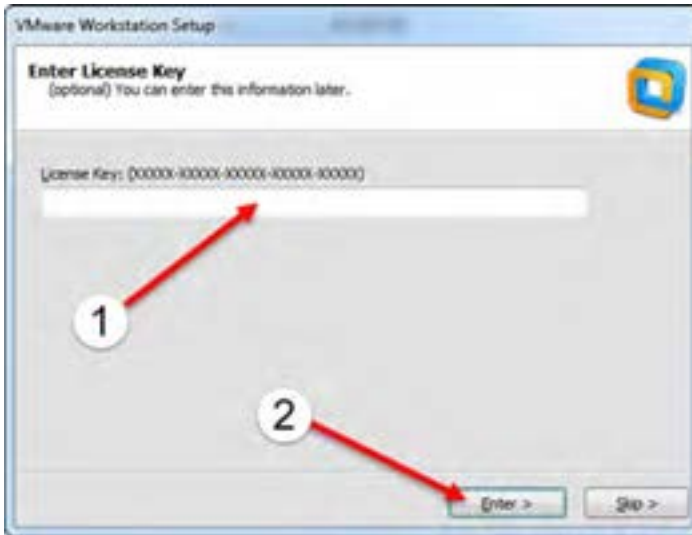 VMware Workstation Setup
Enter License Key
(optional) You can enter this information later.
License Key: (XXXXX-XXXXX-XXXXX-XXXXX-XXXXX)
1
2
Enter >
Skip >